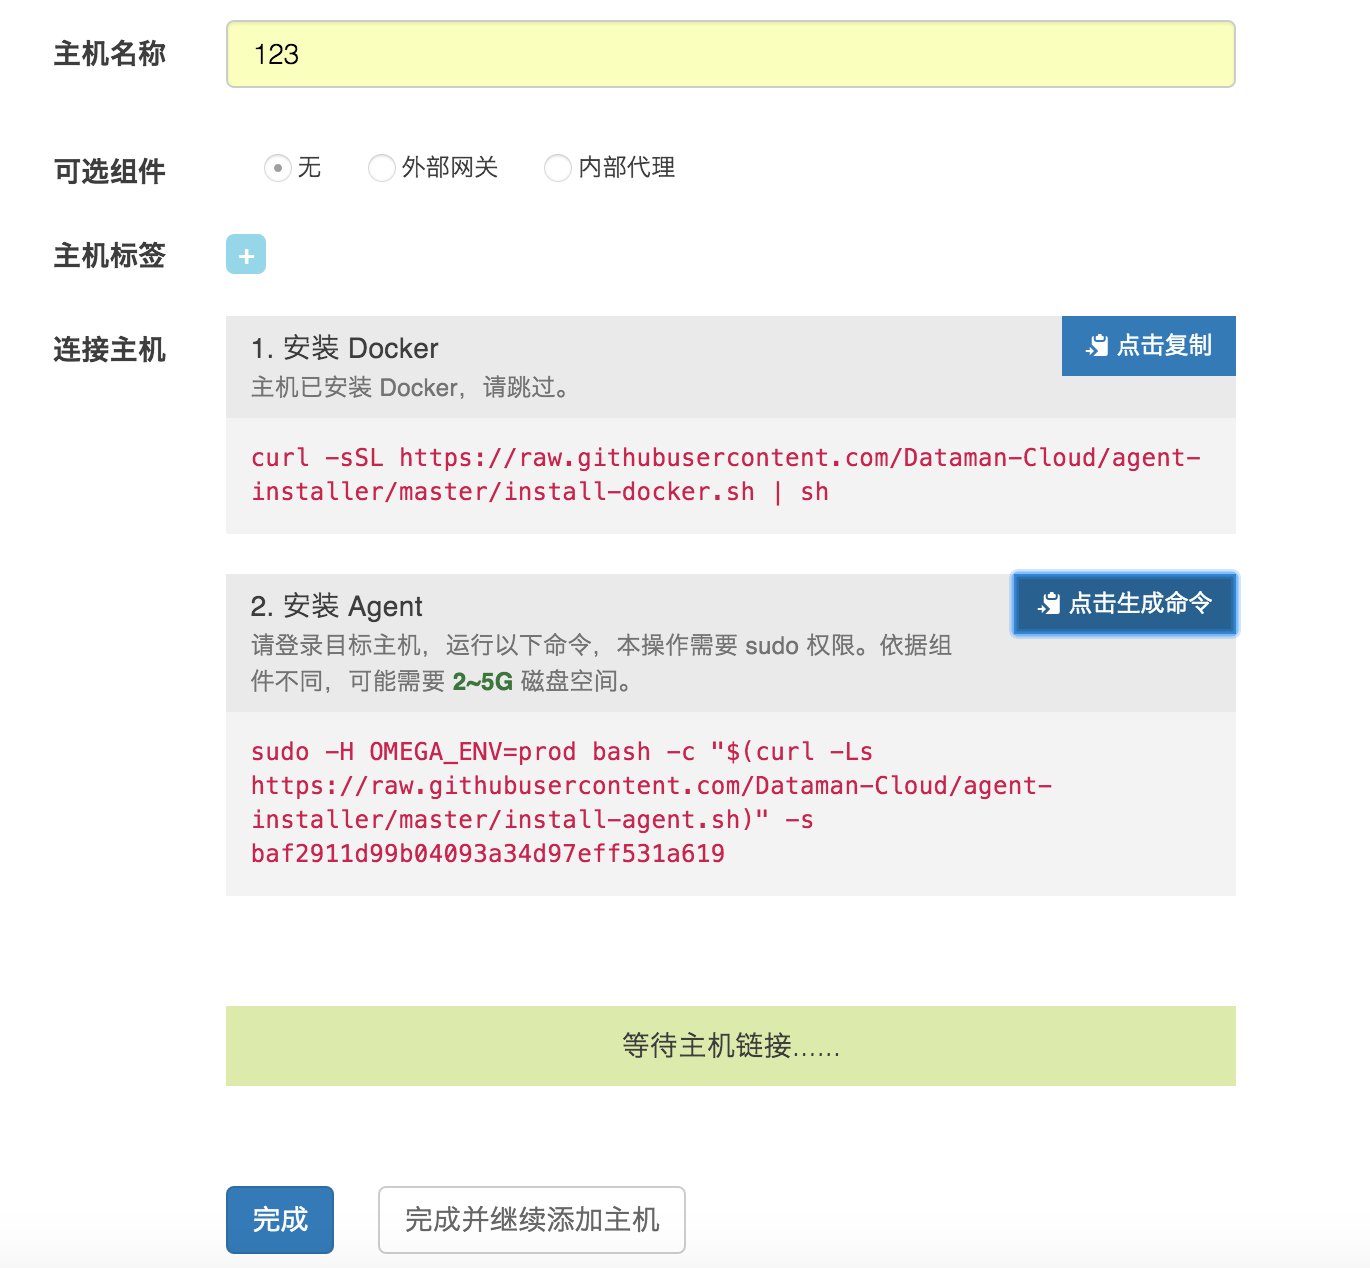 主机名称
123
可选组件
无 外部网关 内部代理
主机标签
+
连接主机
1. 安装 Docker
点击复制
主机已安装 Docker，请跳过。
curl -sSL https://raw.githubusercontent.com/Dataman-Cloud/agent-
installer/master/install-docker.sh | sh
2. 安装 Agent
点击生成命令
请登录目标主机，运行以下命令，本操作需要 sudo 权限。依据组
件不同，可能需要 2~5G 磁盘空间。
sudo -H OMEGA_ENV=prod bash -c "$(curl -Ls
https://raw.githubusercontent.com/Dataman-Cloud/agent-
installer/master/install-agent.sh)" -s
baf2911d99b04093a34d97eff531a619
等待主机链接......
完成 完成并继续添加主机